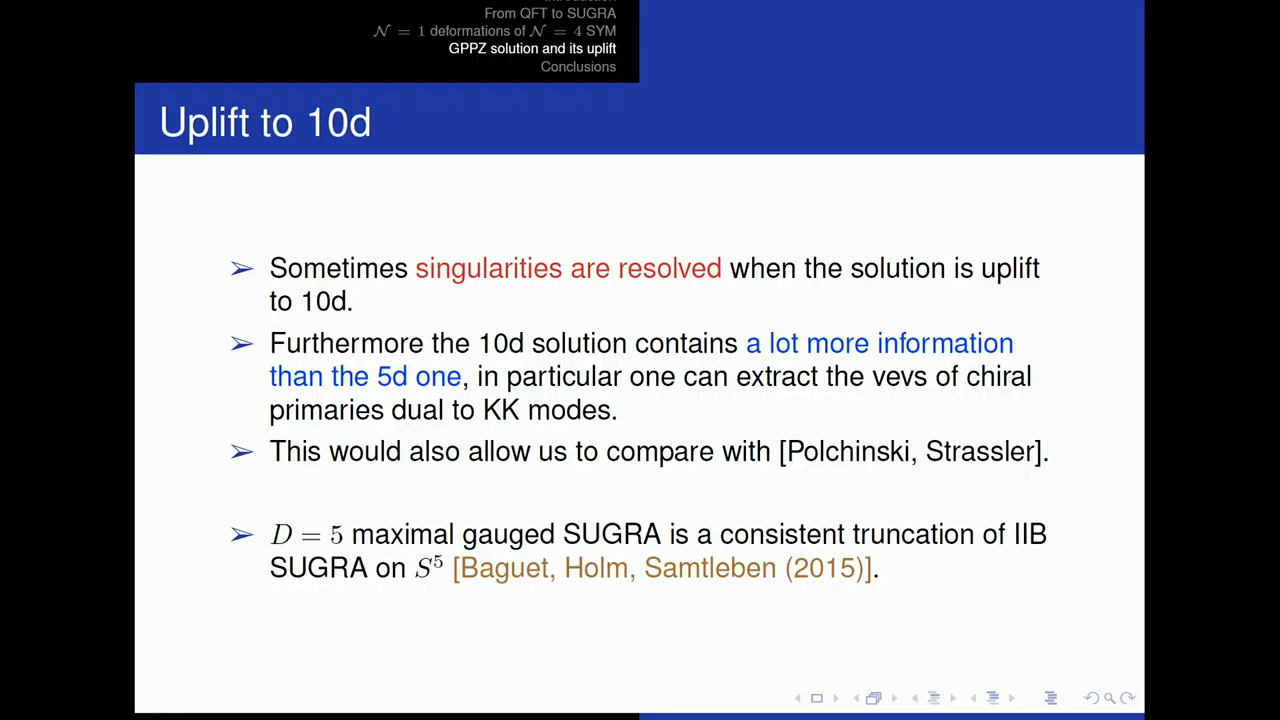 Introduction
From QFT to SUGRA
𝒩 = 1 deformations of 𝒩 = 4 SYM
GPPZ solution and its uplift
Conclusions
Uplift to 10d
➢ Sometimes singularities are resolved when the solution is uplift
to 10d.
➢ Furthermore the 10d solution contains a lot more information
than the 5d one, in particular one can extract the vevs of chiral
primaries dual to KK modes.
➢ This would also allow us to compare with [Polchinski, Strassler].
➢ D = 5 maximal gauged SUGRA is a consistent truncation of IIB
SUGRA on S⁵ [Baguet, Holm, Samtleben (2015)].